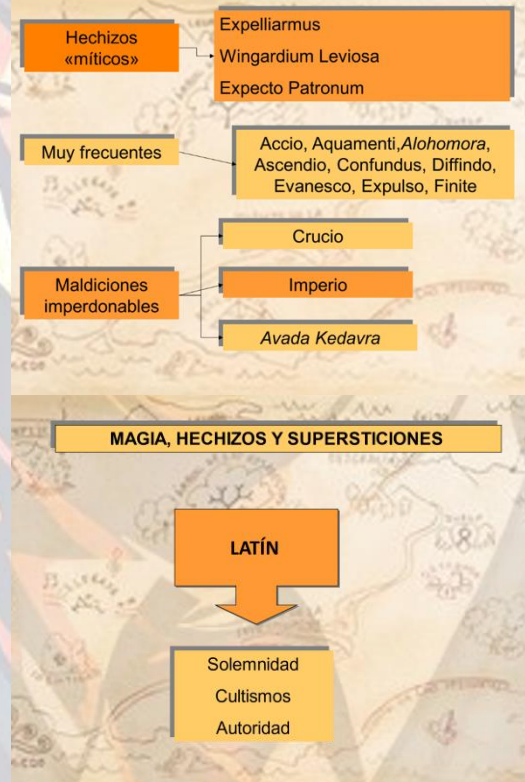 Hechizos
«míticos»
Expelliarmus
Wingardium Leviosa
Expecto Patronum
Muy frecuentes
Accio, Aquamenti,Alohomora,
Ascendio, Confundus, Diffindo,
Evanesco, Expulso, Finite
Maldiciones
imperdonables
Crucio
Imperio
Avada Kedavra
MAGIA, HECHIZOS Y SUPERSTICIONES
LATÍN
Solemnidad
Cultismos
Autoridad